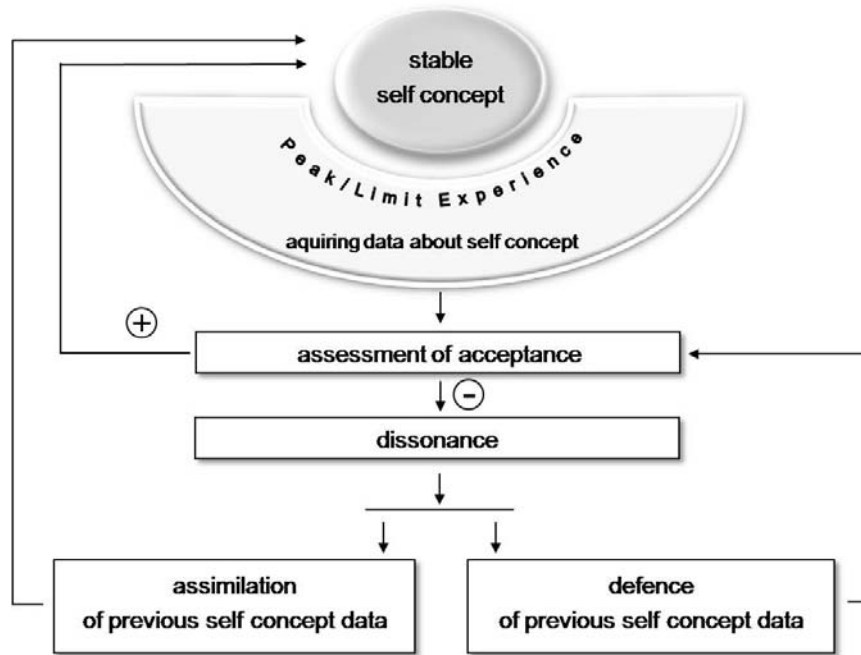 stable
self concept
Peak/Limit Experience
aquiring data about self concept
+
assessment of acceptance
-
dissonance
assimilation
of previous self concept data
defence
of previous self concept data